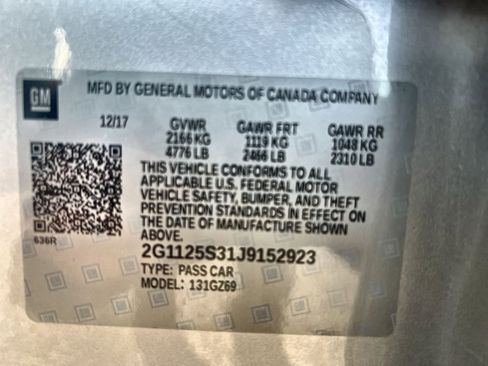 GM
MFD BY GENERAL MOTORS OF CANADA COMPANY
12/17 GVWR GAWR FRT GAWR RR
2166 KG 1119 KG 1048 KG
4776 LB 2466 LB 2310 LB
THIS VEHICLE CONFORMS TO ALL
APPLICABLE U.S. FEDERAL MOTOR
VEHICLE SAFETY, BUMPER, AND THEFT
PREVENTION STANDARDS IN EFFECT ON
THE DATE OF MANUFACTURE SHOWN
ABOVE.
636R
2G1125S31J9152923
TYPE: PASS CAR
MODEL: 131GZ69